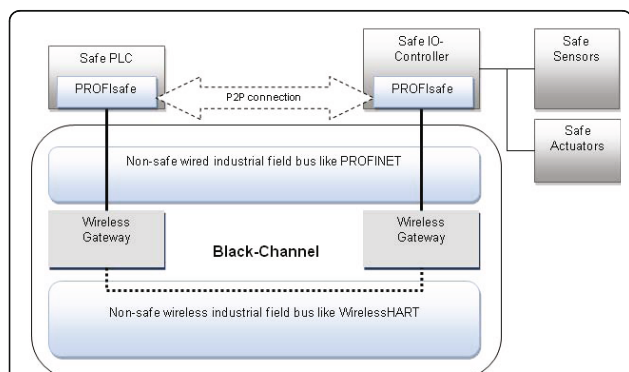 Safe PLC
PROFIsafe
P2P connection
Safe IO-
Controller
PROFIsafe
Safe
Sensors
Safe
Actuators
Non-safe wired industrial field bus like PROFINET
Wireless
Gateway
Black-Channel
Wireless
Gateway
Non-safe wireless industrial field bus like WirelessHART